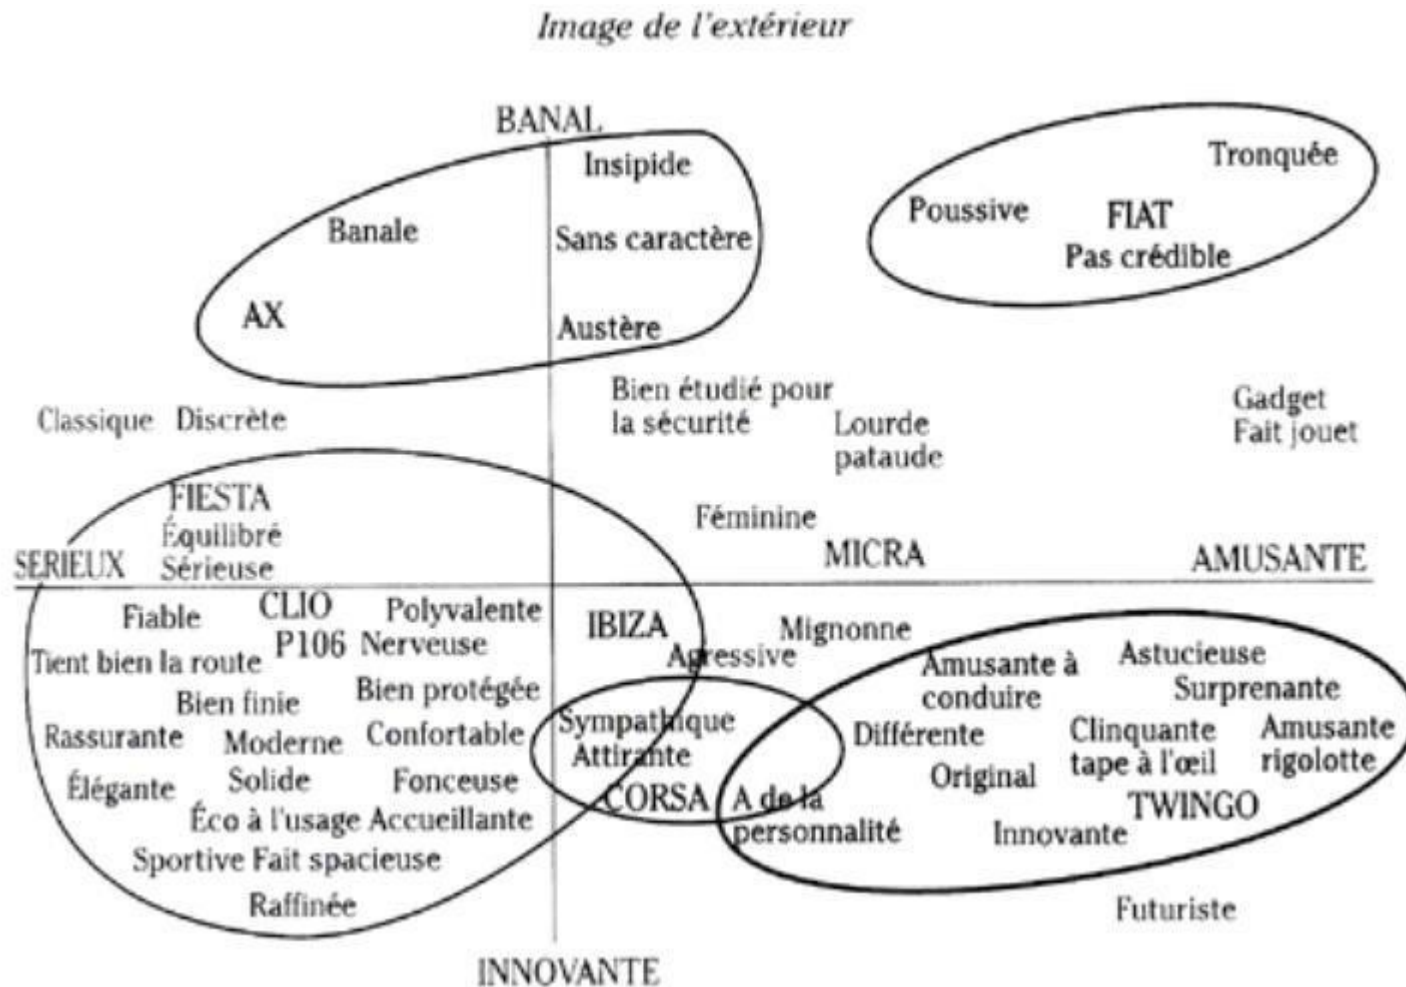 Image de l'extérieur
BANAL
Insipide
Tronquée
Banale
Sans caractère
Poussive
FIAT
Pas crédible
AX
Austère
Classique Discrète
Bien étudié pour
la sécurité
Lourde
pataude
Gadget
Fait jouet
FIESTA
Équilibré
Sérieuse
Féminine
MICRA
SERIEUX
AMUSANTE
Fiable
CLIO
Polyvalente
P106 Nerveuse
IBIZA
Mignonne
Tient bien la route
Agressive
Amusante à
conduire
Astucieuse
Bien finie
Bien protégée
Surprenante
Rassurante
Moderne
Confortable
Sympathique
Attirante
Différente
Clinquante
tape à l'œil
Amusante
rigolotte
Élégante
Solide
Fonceuse
CORSA
A de la
personnalité
Original
TWINGO
Éco à l'usage Accueillante
Innovante
Sportive Fait spacieuse
Raffinée
Futuriste
INNOVANTE